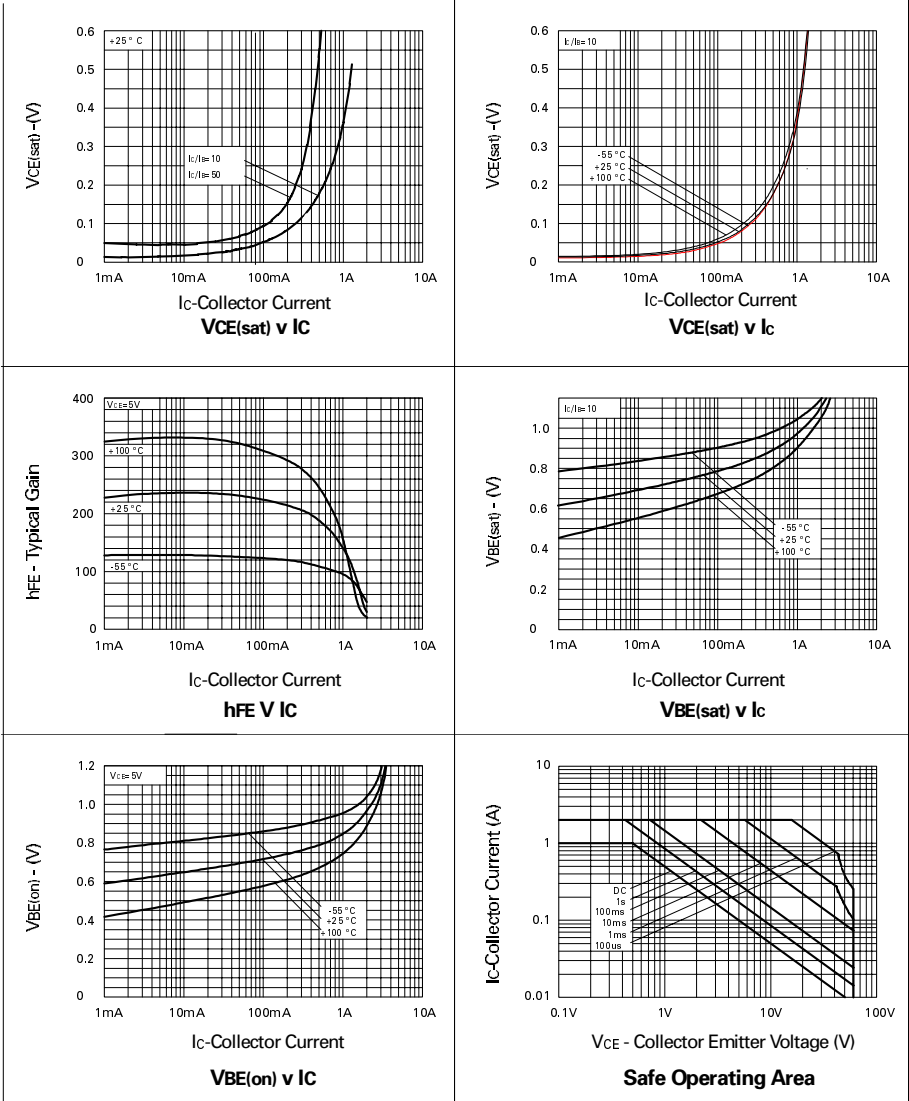 0.6
+25°C
0.5
0.4
0.3
0.2
0.1
0
VCE(sat) -(V)
IC/IB=10
IC/IB=50
1mA 10mA 100mA 1A 10A
IC-Collector Current
VCE(sat) v IC
0.6
IC/IB=10
0.5
0.4
0.3
0.2
0.1
0
VCE(sat) -(V)
-55 °C
+25 °C
+100 °C
1mA 10mA 100mA 1A 10A
IC-Collector Current
VCE(sat) v IC
400
VCE=5V
300
200
100
0
hFE - Typical Gain
+100 °C
+25 °C
-55 °C
1mA 10mA 100mA 1A 10A
IC-Collector Current
hFE V IC
IC/IB=10
1.0
0.8
0.6
0.4
0.2
0
VBE(sat) - (V)
-55 °C
+25 °C
+100 °C
1mA 10mA 100mA 1A 10A
IC-Collector Current
VBE(sat) v IC
1.2
VCE=5V
1.0
0.8
0.6
0.4
0.2
0
VBE(on) - (V)
-55 °C
+25 °C
+100 °C
1mA 10mA 100mA 1A 10A
IC-Collector Current
VBE(on) v IC
10
1
0.1
0.01
IC-Collector Current (A)
DC
1s
100ms
10ms
1ms
100us
0.1V 1V 10V 100V
VCE - Collector Emitter Voltage (V)
Safe Operating Area